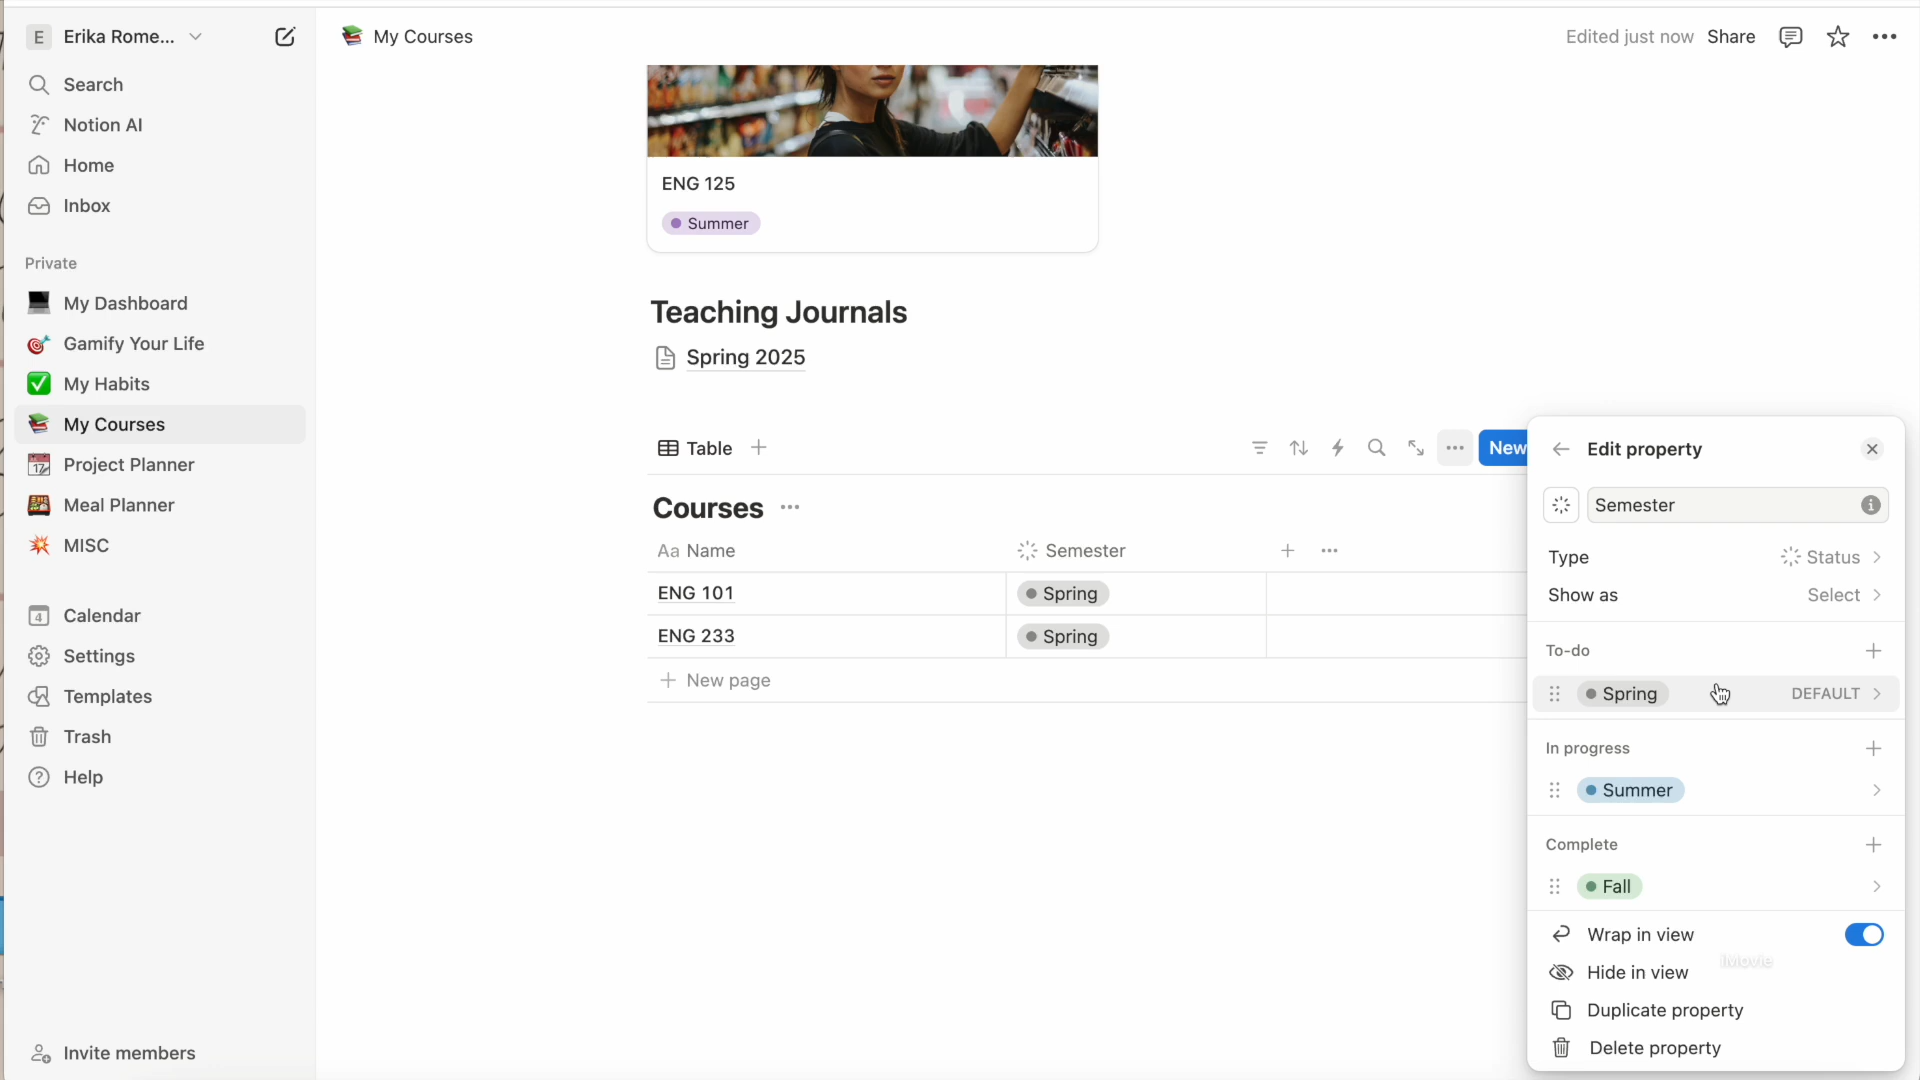 E Erika Rome...
Search
Notion AI
Home
Inbox
Private
My Dashboard
Gamify Your Life
My Habits
My Courses
Project Planner
Meal Planner
MISC
4 Calendar
Settings
Templates
Trash
Help
Invite members
My Courses
Edited just now Share
ENG 125
Summer
Teaching Journals
Spring 2025
Table
New
Courses
Aa Name Semester
ENG 101 Spring
ENG 233 Spring
New page
Edit property
Semester
Type Status
Show as Select
To-do
Spring DEFAULT
In progress
Summer
Complete
Fall
Wrap in view
iMovie
Hide in view
Duplicate property
Delete property